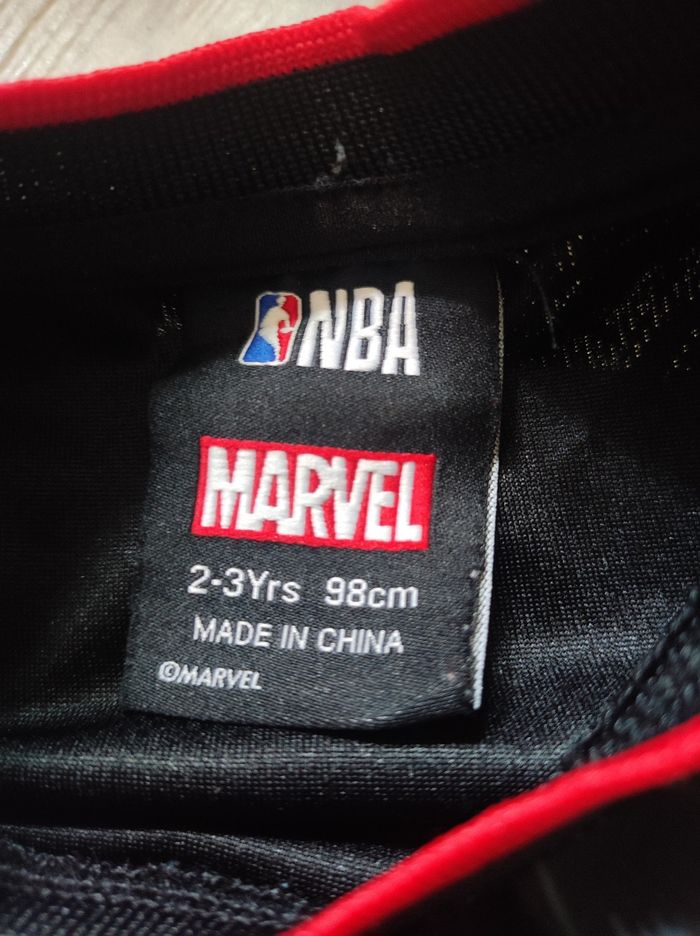 NBA
MARVEL
2-3Yrs 98cm
MADE IN CHINA
©MARVEL